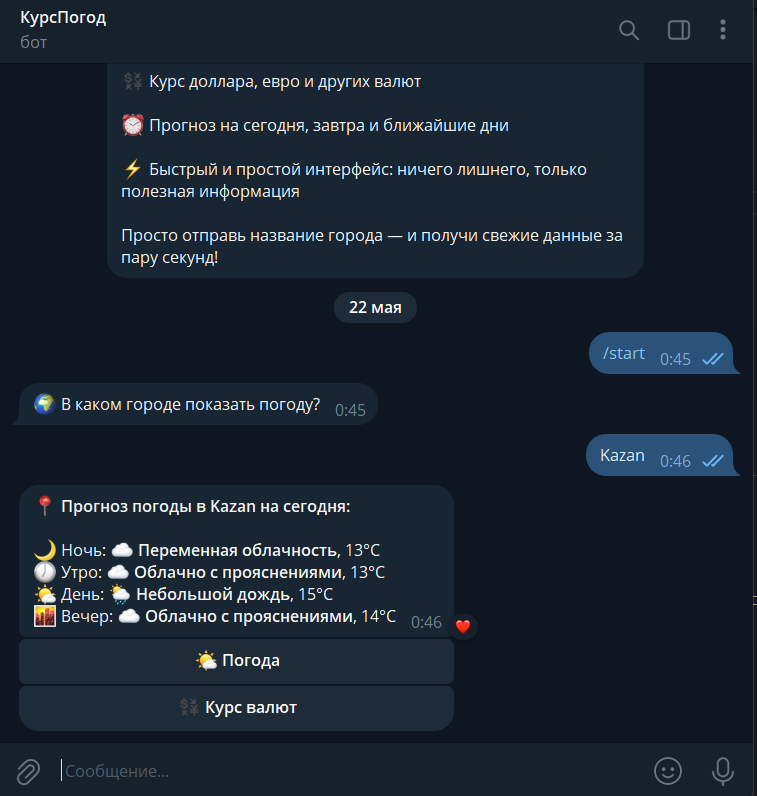 КурсПогод
бот
💱 Курс доллара, евро и других валют
⏰ Прогноз на сегодня, завтра и ближайшие дни
⚡ Быстрый и простой интерфейс: ничего лишнего, только
полезная информация
Просто отправь название города — и получи свежие данные за
пару секунд!
22 мая
/start 0:45
🌍 В каком городе показать погоду? 0:45
Kazan 0:46
📍 Прогноз погоды в Kazan на сегодня:
🌙 Ночь: ☁️ Переменная облачность, 13°C
🕖 Утро: ☁️ Облачно с прояснениями, 13°C
🌤 День: 🌦 Небольшой дождь, 15°C
🌇 Вечер: ☁️ Облачно с прояснениями, 14°C 0:46
❤️
🌤 Погода
💱 Курс валют
Сообщение...